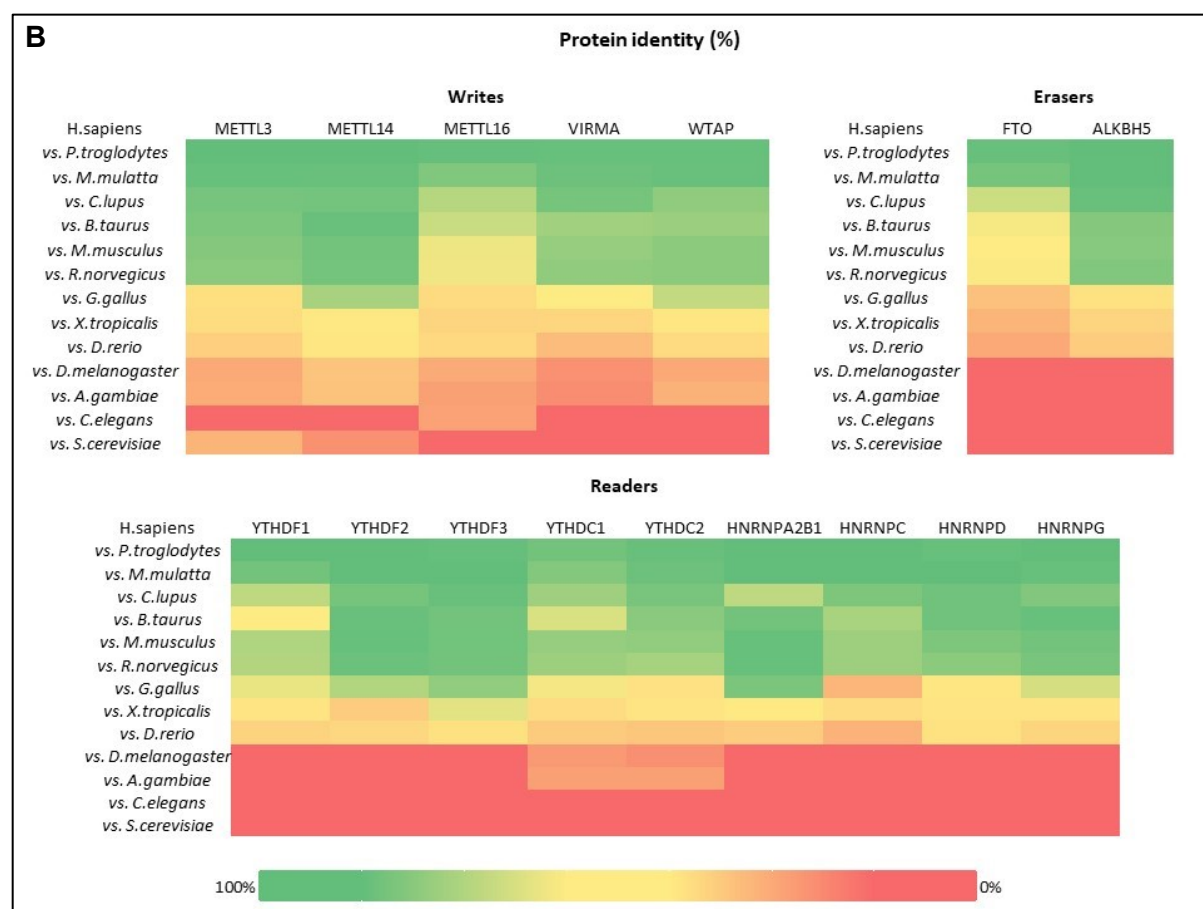 B
Protein identity (%)
Writes
H.sapiens METTL3 METTL14 METTL16 VIRMA WTAP
vs. P.troglodytes
vs. M.mulatta
vs. C.lupus
vs. B.taurus
vs. M.musculus
vs. R.norvegicus
vs. G.gallus
vs. X.tropicalis
vs. D.rerio
vs. D.melanogaster
vs. A.gambiae
vs. C.elegans
vs. S.cerevisiae
Erasers
H.sapiens FTO ALKBH5
vs. P.troglodytes
vs. M.mulatta
vs. C.lupus
vs. B.taurus
vs. M.musculus
vs. R.norvegicus
vs. G.gallus
vs. X.tropicalis
vs. D.rerio
vs. D.melanogaster
vs. A.gambiae
vs. C.elegans
vs. S.cerevisiae
Readers
H.sapiens YTHDF1 YTHDF2 YTHDF3 YTHDC1 YTHDC2 HNRNPA2B1 HNRNPC HNRNPD HNRNPG
vs. P.troglodytes
vs. M.mulatta
vs. C.lupus
vs. B.taurus
vs. M.musculus
vs. R.norvegicus
vs. G.gallus
vs. X.tropicalis
vs. D.rerio
vs. D.melanogaster
vs. A.gambiae
vs. C.elegans
vs. S.cerevisiae
100% 0%